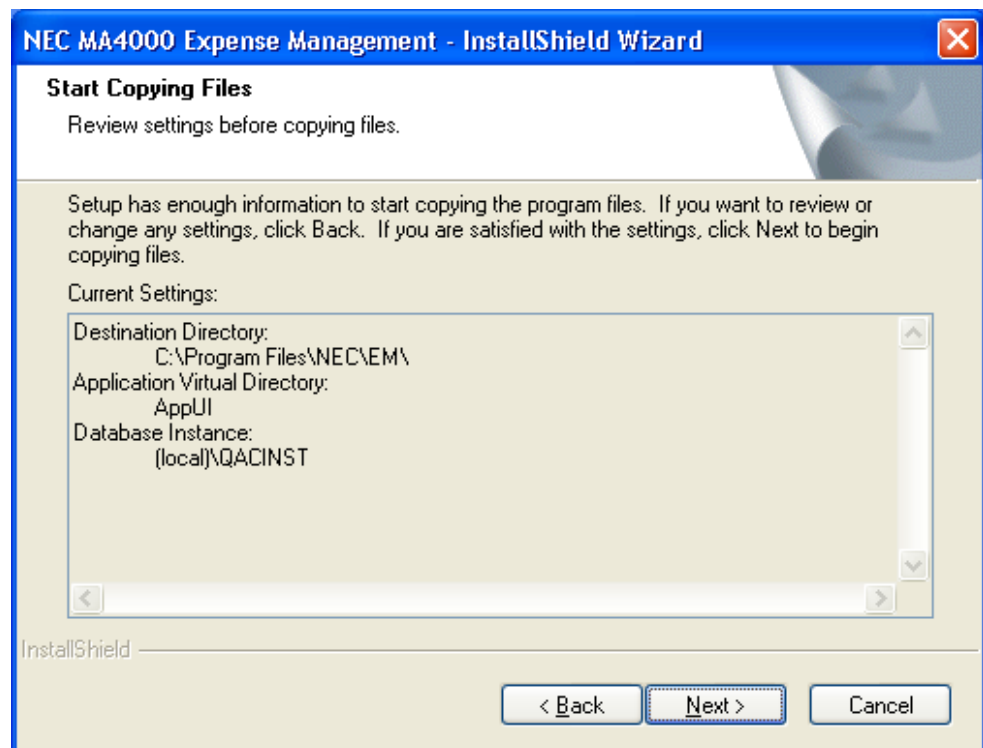 NEC MA4000 Expense Management - InstallShield Wizard
Start Copying Files
Review settings before copying files.
Setup has enough information to start copying the program files.  If you want to review or
change any settings, click Back.  If you are satisfied with the settings, click Next to begin
copying files.
Current Settings:
Destination Directory:
C:\Program Files\NEC\EM\
Application Virtual Directory:
AppUI
Database Instance:
(local)\QACINST
InstallShield
< Back
Next >
Cancel